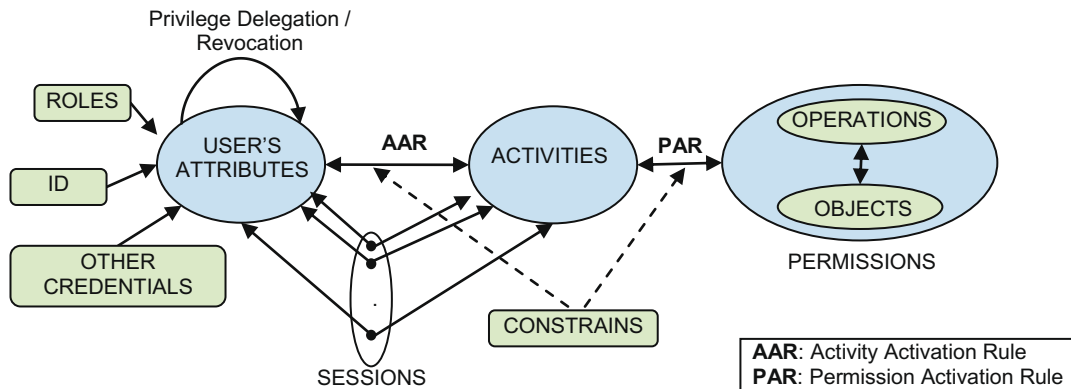 Privilege Delegation /
Revocation
ROLES
ID
OTHER
CREDENTIALS
USER'S
ATTRIBUTES
AAR
ACTIVITIES
PAR
OPERATIONS
OBJECTS
PERMISSIONS
CONSTRAINS
SESSIONS
AAR: Activity Activation Rule
PAR: Permission Activation Rule